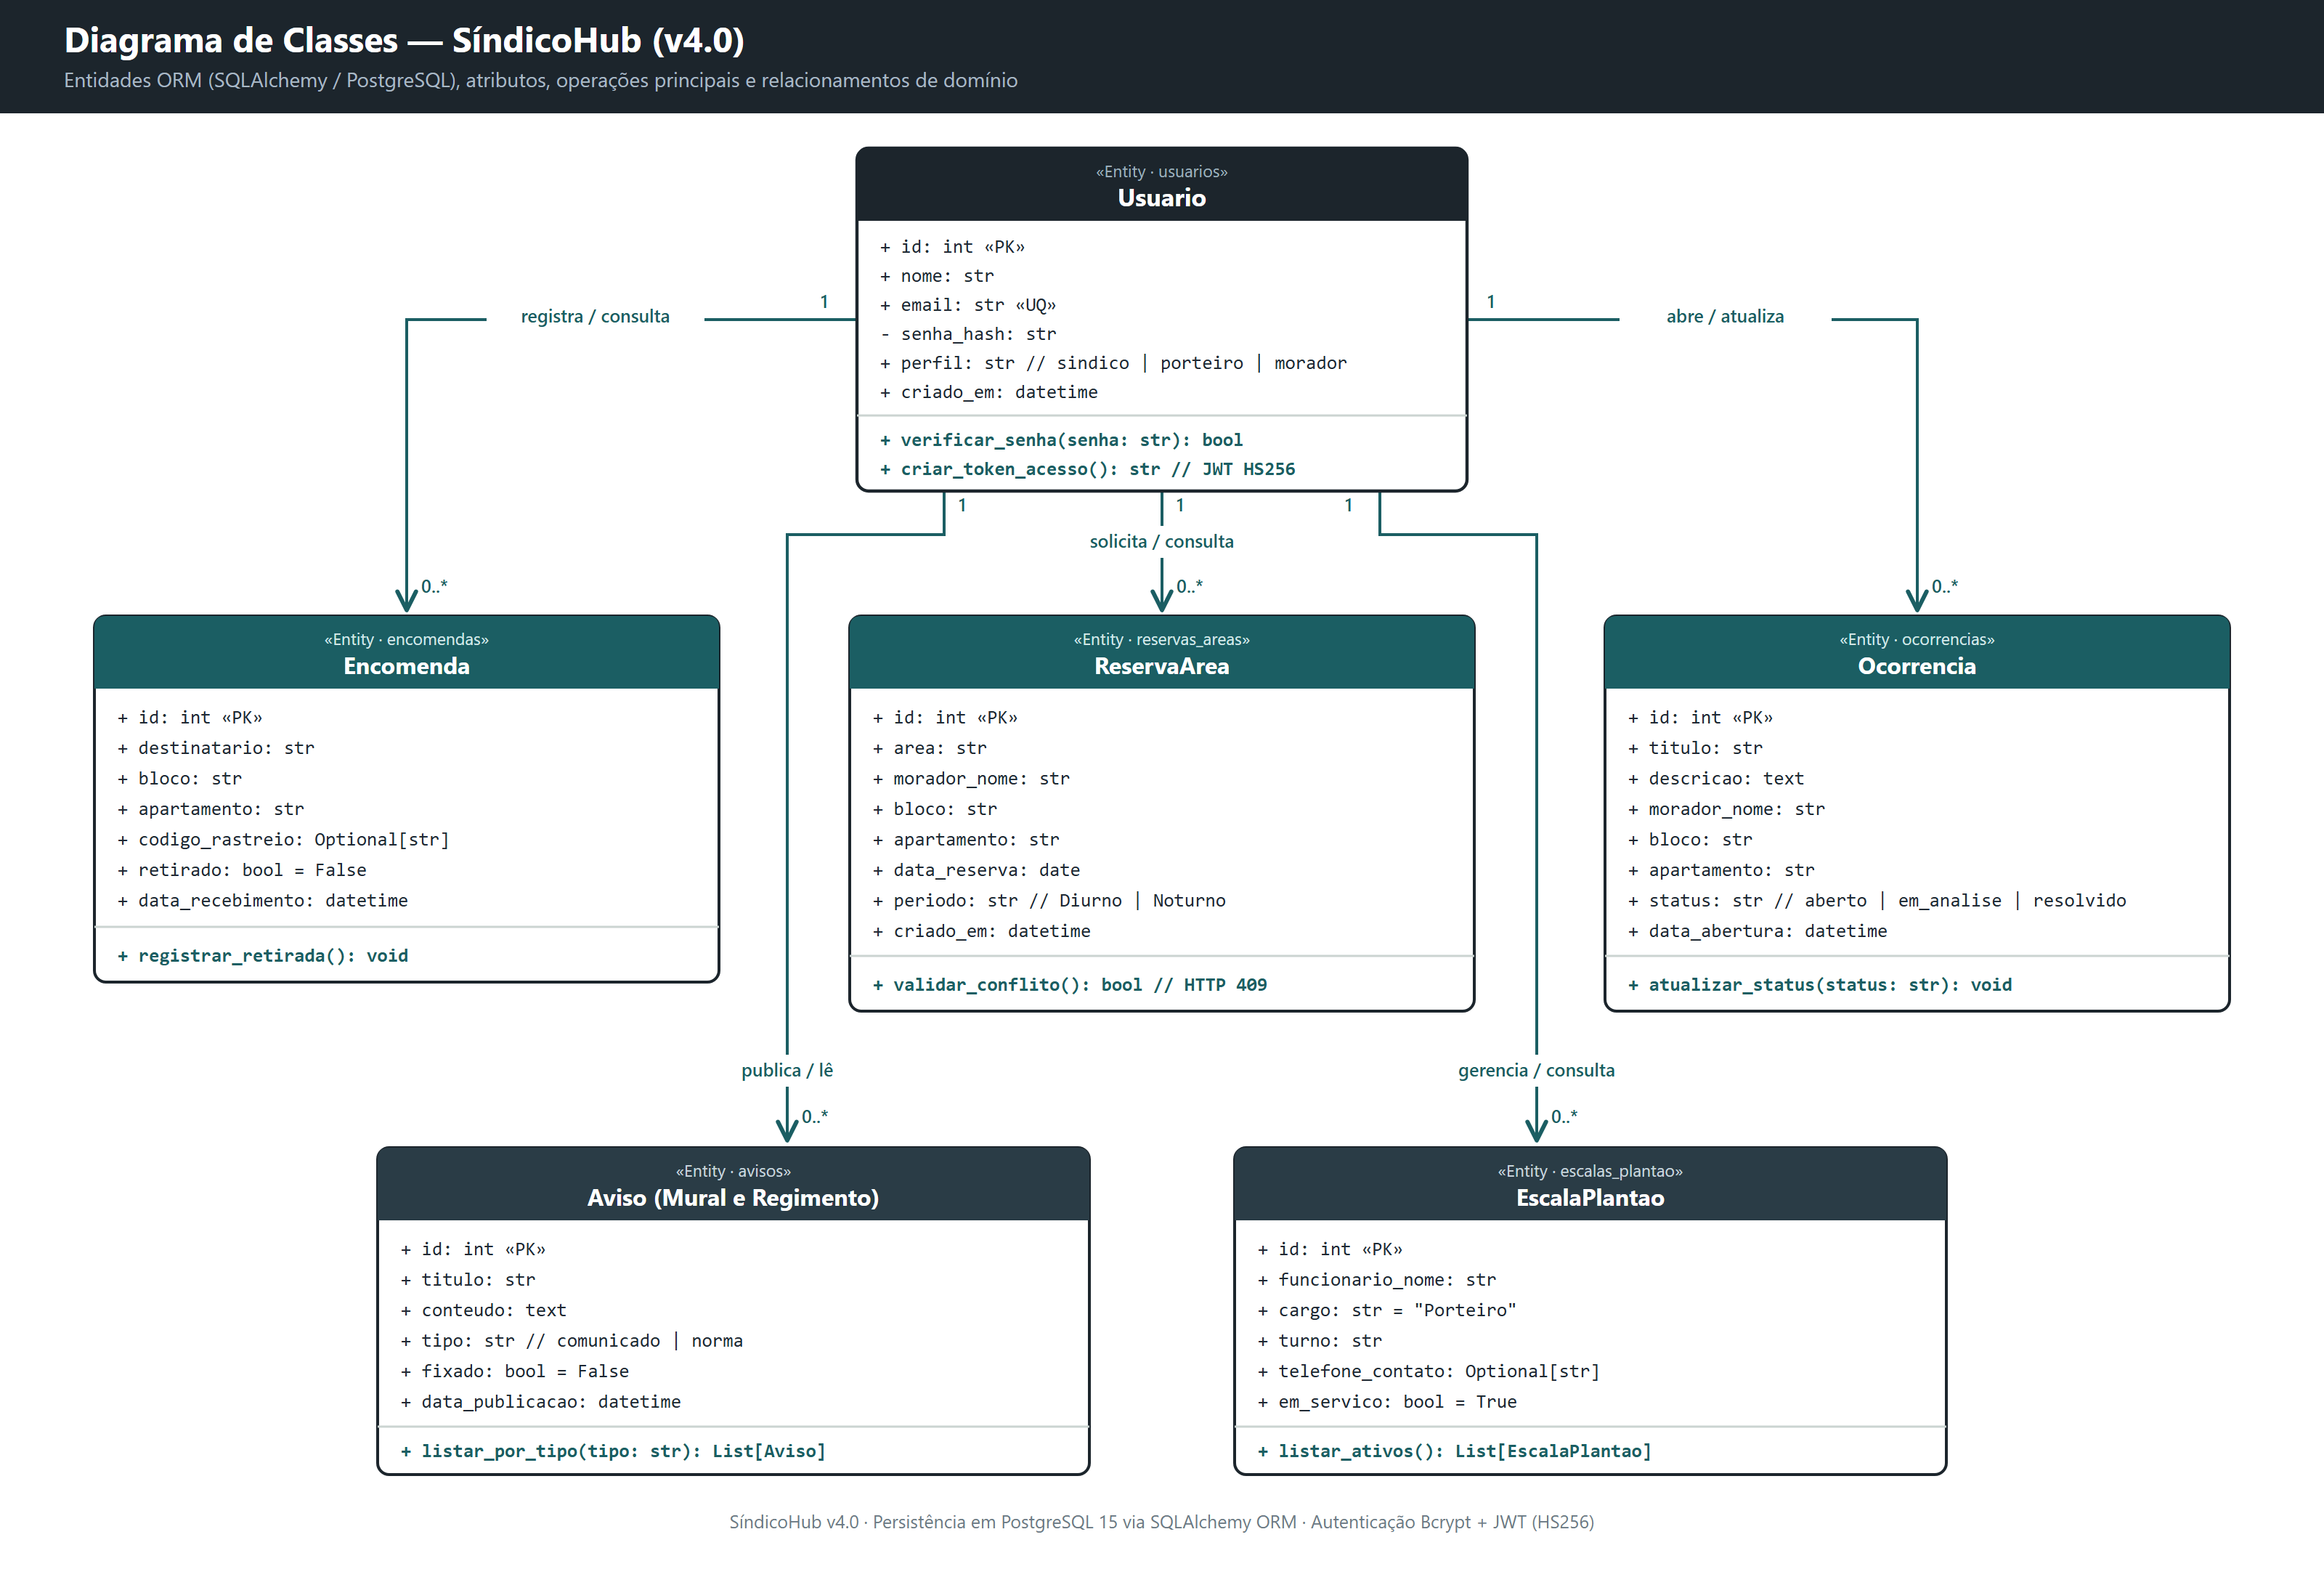 Diagrama de Classes — SíndicoHub (v4.0)
Entidades ORM (SQLAlchemy / PostgreSQL), atributos, operações principais e relacionamentos de domínio
«Entity · usuarios»
Usuario
+ id: int «PK»
+ nome: str
+ email: str «UQ»
- senha_hash: str
+ perfil: str // sindico | porteiro | morador
+ criado_em: datetime
+ verificar_senha(senha: str): bool
+ criar_token_acesso(): str // JWT HS256
1
registra / consulta
0..*
1
abre / atualiza
0..*
1
solicita / consulta
0..*
1
publica / lê
0..*
1
gerencia / consulta
0..*
«Entity · encomendas»
Encomenda
+ id: int «PK»
+ destinatario: str
+ bloco: str
+ apartamento: str
+ codigo_rastreio: Optional[str]
+ retirado: bool = False
+ data_recebimento: datetime
+ registrar_retirada(): void
«Entity · reservas_areas»
ReservaArea
+ id: int «PK»
+ area: str
+ morador_nome: str
+ bloco: str
+ apartamento: str
+ data_reserva: date
+ periodo: str // Diurno | Noturno
+ criado_em: datetime
+ validar_conflito(): bool // HTTP 409
«Entity · ocorrencias»
Ocorrencia
+ id: int «PK»
+ titulo: str
+ descricao: text
+ morador_nome: str
+ bloco: str
+ apartamento: str
+ status: str // aberto | em_analise | resolvido
+ data_abertura: datetime
+ atualizar_status(status: str): void
«Entity · avisos»
Aviso (Mural e Regimento)
+ id: int «PK»
+ titulo: str
+ conteudo: text
+ tipo: str // comunicado | norma
+ fixado: bool = False
+ data_publicacao: datetime
+ listar_por_tipo(tipo: str): List[Aviso]
«Entity · escalas_plantao»
EscalaPlantao
+ id: int «PK»
+ funcionario_nome: str
+ cargo: str = "Porteiro"
+ turno: str
+ telefone_contato: Optional[str]
+ em_servico: bool = True
+ listar_ativos(): List[EscalaPlantao]
SíndicoHub v4.0 · Persistência em PostgreSQL 15 via SQLAlchemy ORM · Autenticação Bcrypt + JWT (HS256)